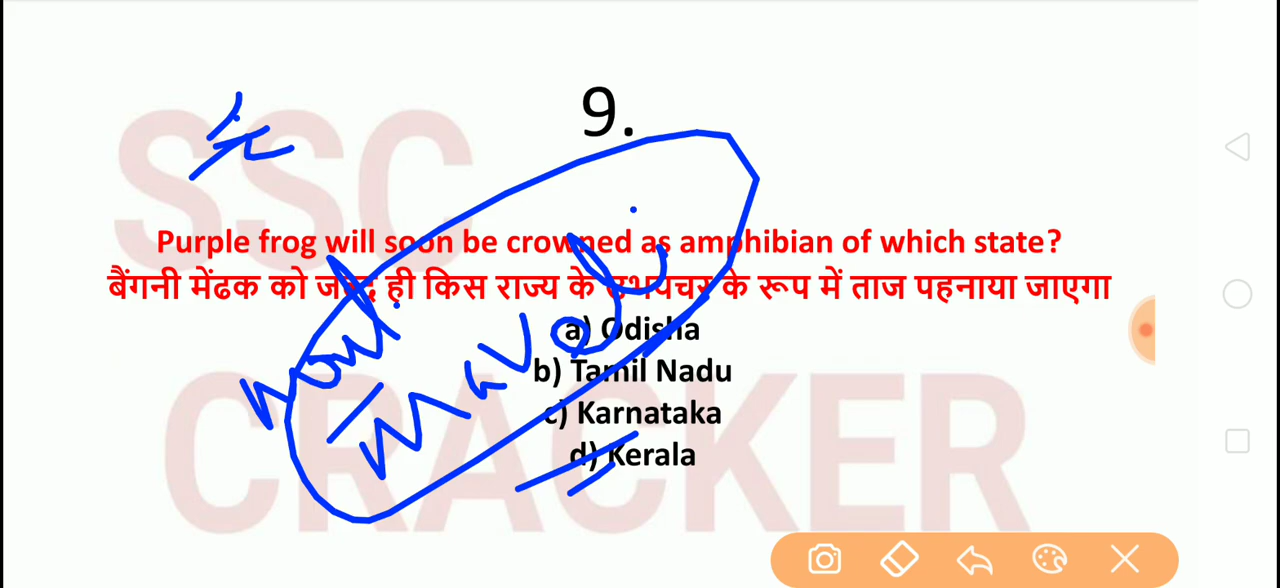 9.
SSC
Purple frog will soon be crowned as amphibian of which state?
बैंगनी मेंढक को जल्द ही किस राज्य के उभयचर के रूप में ताज पहनाया जाएगा
a) Odisha
b) Tamil Nadu
c) Karnataka
d) Kerala
CRACKER